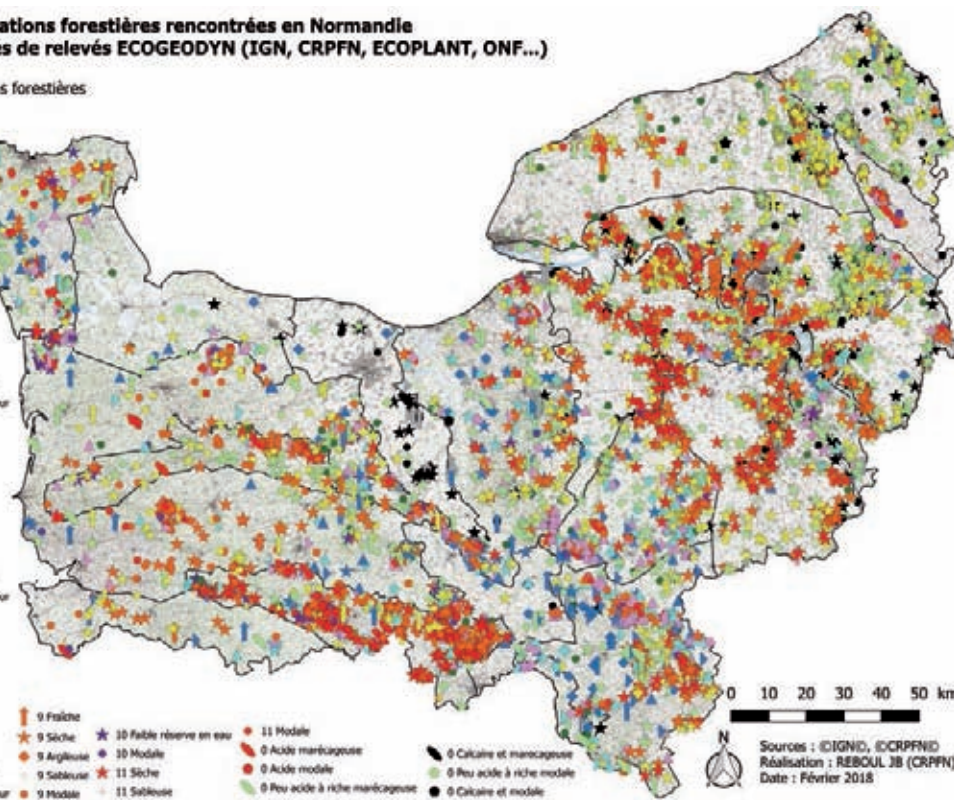 ations forestières rencontrées en Normandie
es de relevés ECOGEODYN (IGN, CRPFN, ECOPLANT, ONF...)
s forestières
9 Fraîche
9 Sèche
9 Argileuse
9 Sableuse
9 Modale
10 Faible réserve en eau
10 Modale
11 Sèche
11 Sableuse
11 Modale
0 Acide marécageuse
0 Acide modale
0 Peu acide à riche marécageuse
0 Calcaire et marecageuse
0 Peu acide à riche modale
0 Calcaire et modale
0 10 20 30 40 50 km
N
Sources : ©IGN©, ©CRPFN©
Réalisation : REBOUL JB (CRPFN)
Date : Février 2018